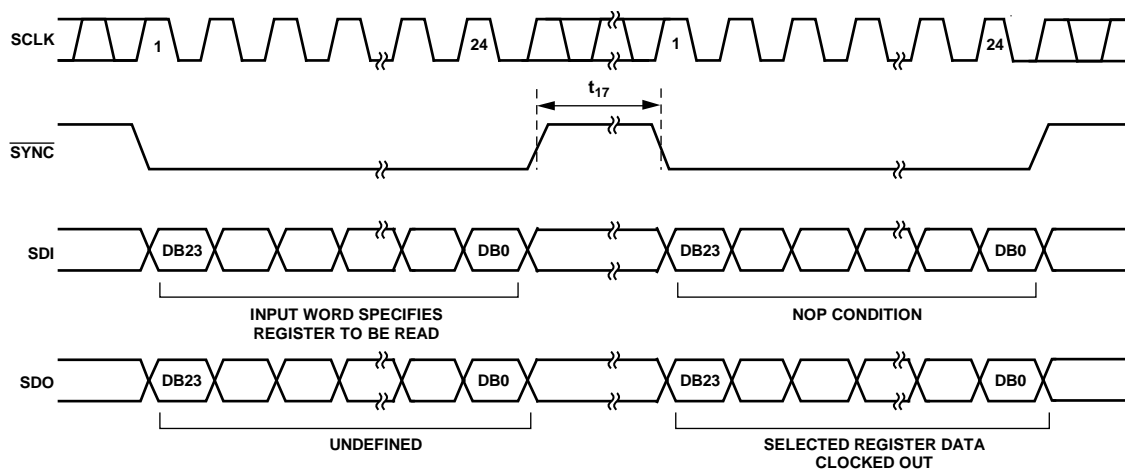 SCLK
1
24
1
24
t17
SYNC
SDI
DB23
DB0
DB23
DB0
INPUT WORD SPECIFIES
REGISTER TO BE READ
NOP CONDITION
SDO
DB23
DB0
DB23
DB0
UNDEFINED
SELECTED REGISTER DATA
CLOCKED OUT